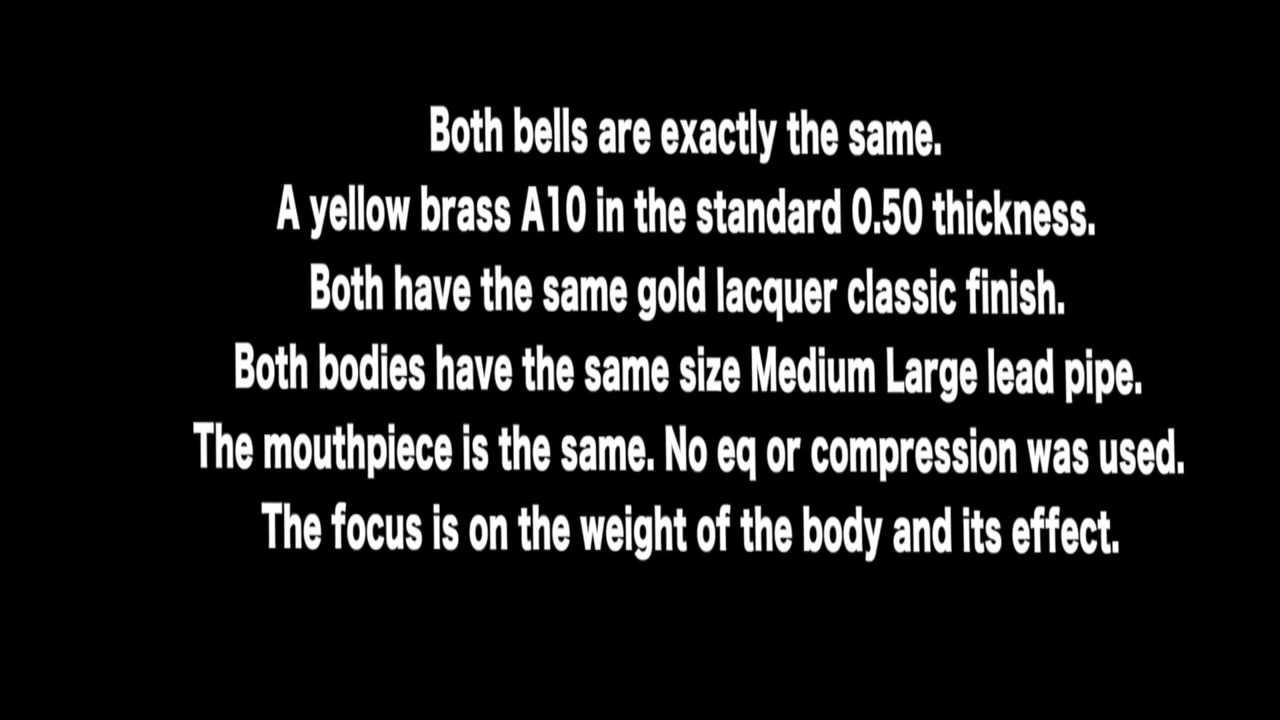 Both bells are exactly the same.
A yellow brass A10 in the standard 0.50 thickness.
Both have the same gold lacquer classic finish.
Both bodies have the same size Medium Large lead pipe.
The mouthpiece is the same. No eq or compression was used.
The focus is on the weight of the body and its effect.